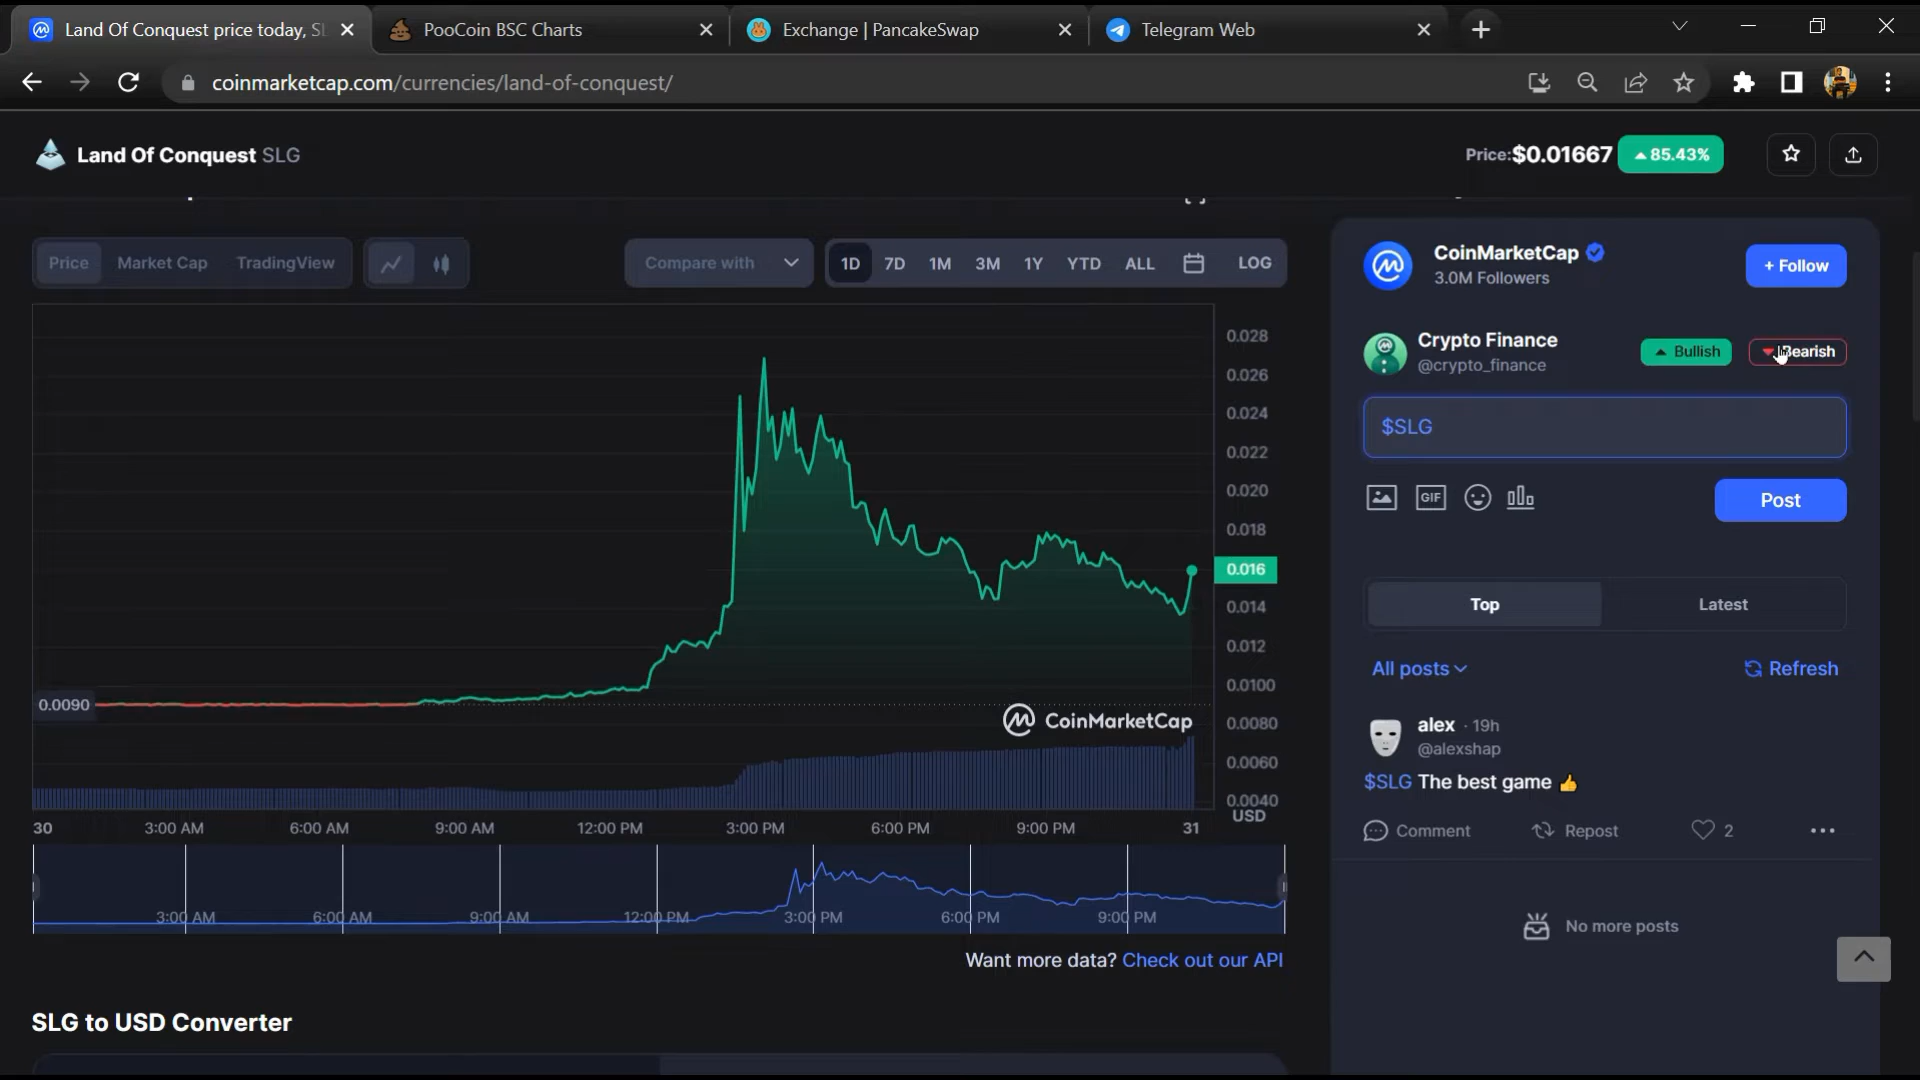 Land Of Conquest price today, SL
PooCoin BSC Charts
Exchange | PancakeSwap
Telegram Web
coinmarketcap.com/currencies/land-of-conquest/
Land Of Conquest SLG
Price:$0.01667
85.43%
Price
Market Cap
TradingView
Compare with
1D
7D
1M
3M
1Y
YTD
ALL
LOG
0.028
0.026
0.024
0.022
0.020
0.018
0.016
0.014
0.012
0.0100
0.0080
0.0060
0.0040
USD
0.0090
CoinMarketCap
30
3:00 AM
6:00 AM
9:00 AM
12:00 PM
3:00 PM
6:00 PM
9:00 PM
31
3:00 AM
6:00 AM
9:00 AM
12:00 PM
3:00 PM
6:00 PM
9:00 PM
Want more data? Check out our API
SLG to USD Converter
CoinMarketCap
3.0M Followers
+ Follow
Crypto Finance
@crypto_finance
Bullish
Bearish
$SLG
GIF
Post
Top
Latest
All posts
Refresh
alex · 19h
@alexshap
$SLG The best game 👍
Comment
Repost
2
No more posts